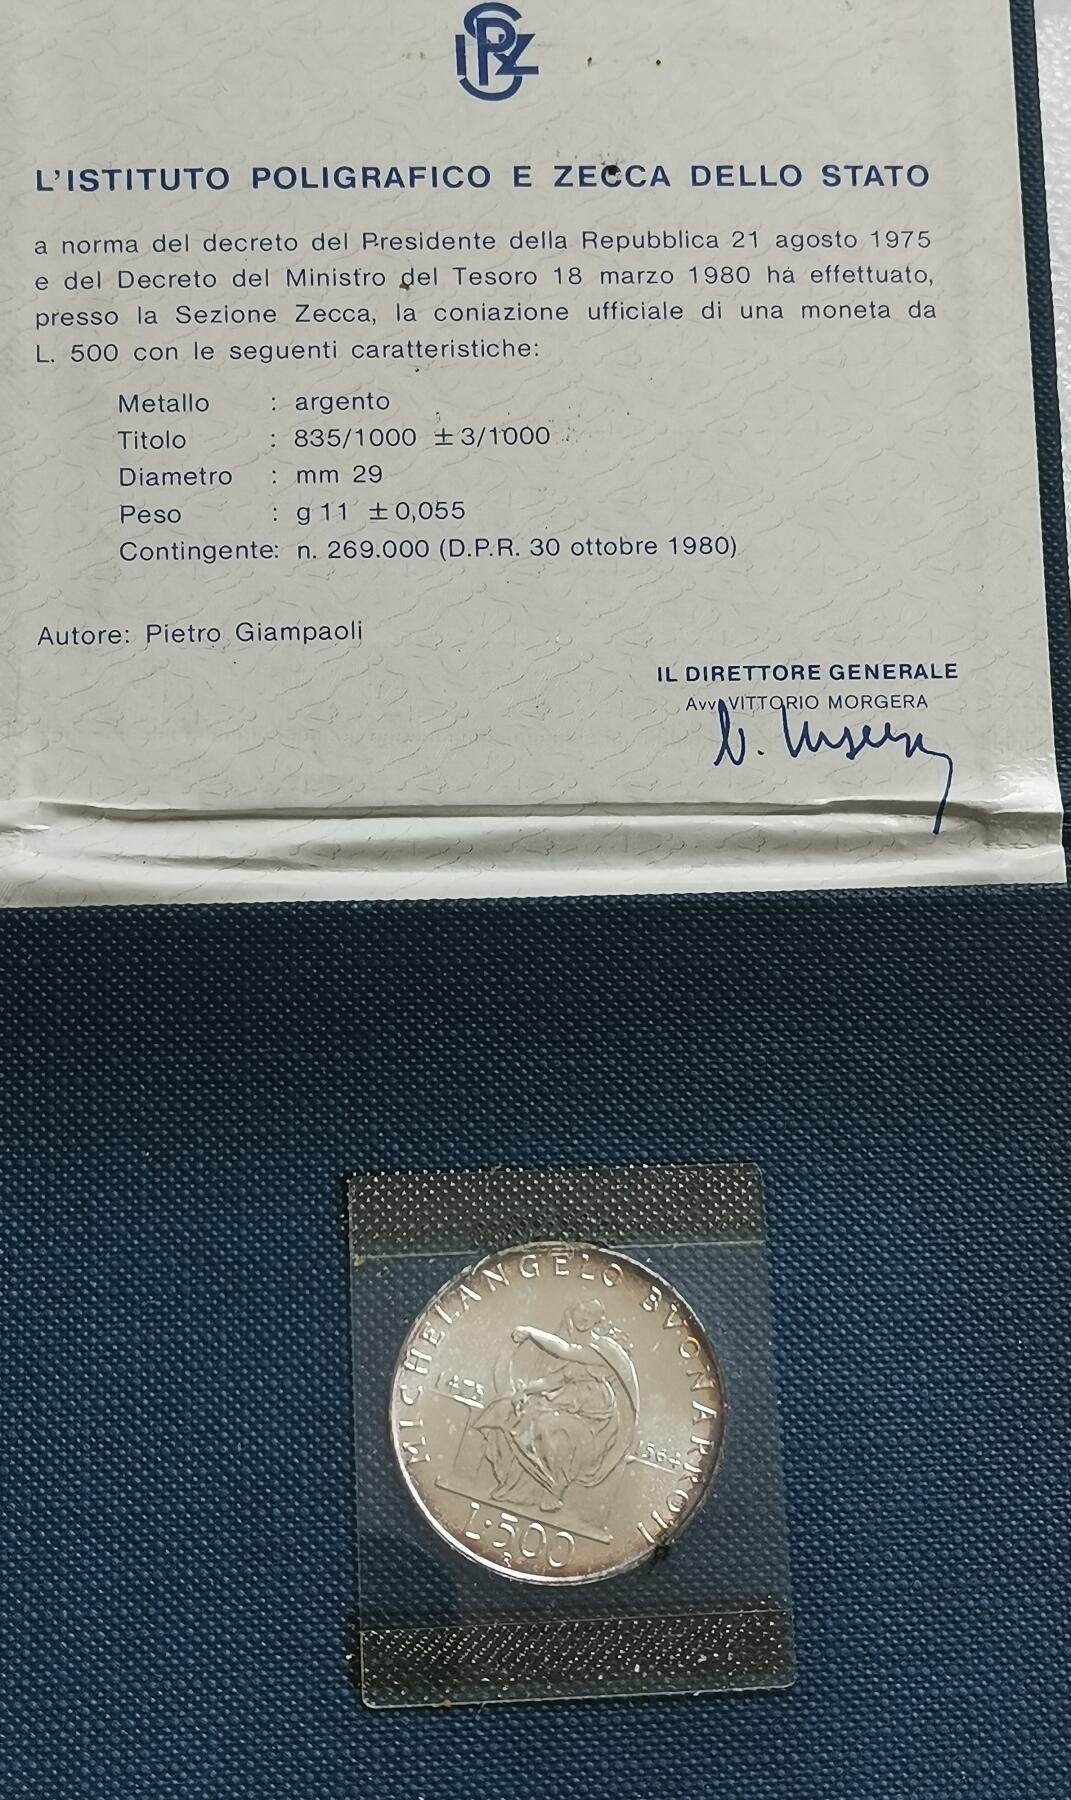 IPZS
L'ISTITUTO POLIGRAFICO E ZECCA DELLO STATO
a norma del decreto del Presidente della Repubblica 21 agosto 1975
e del Decreto del Ministro del Tesoro 18 marzo 1980 ha effettuato,
presso la Sezione Zecca, la coniazione ufficiale di una moneta da
L. 500 con le seguenti caratteristiche:
Metallo : argento
Titolo : 835/1000 ± 3/1000
Diametro : mm 29
Peso : g 11 ± 0,055
Contingente: n. 269.000 (D.P.R. 30 ottobre 1980)
Autore: Pietro Giampaoli
IL DIRETTORE GENERALE
Avv. VITTORIO MORGERA
MICHELANGELO BVONARROTI
1475
1564
L·500
R